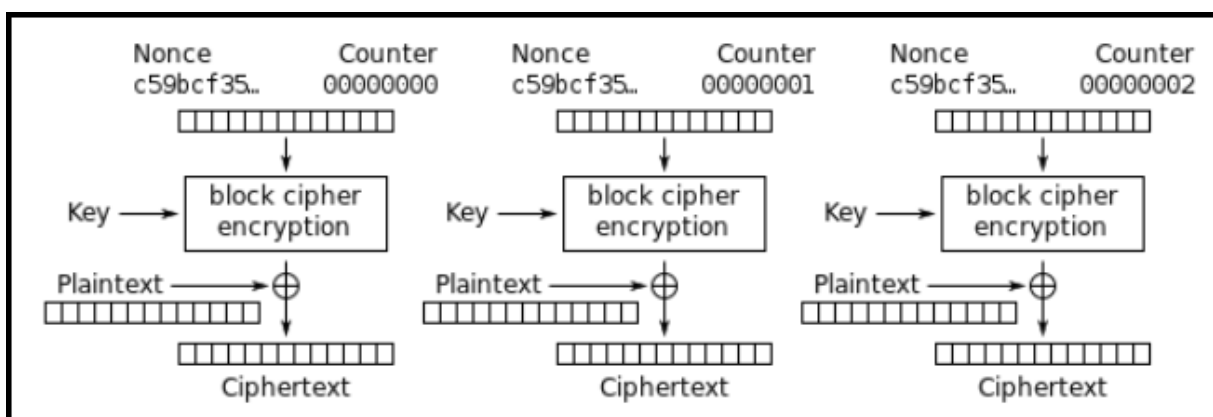 Nonce Counter Nonce Counter Nonce Counter
c59bcf35… 00000000 c59bcf35… 00000001 c59bcf35… 00000002
block cipher block cipher block cipher
Key Key Key
encryption encryption encryption
Plaintext Plaintext Plaintext
Ciphertext Ciphertext Ciphertext